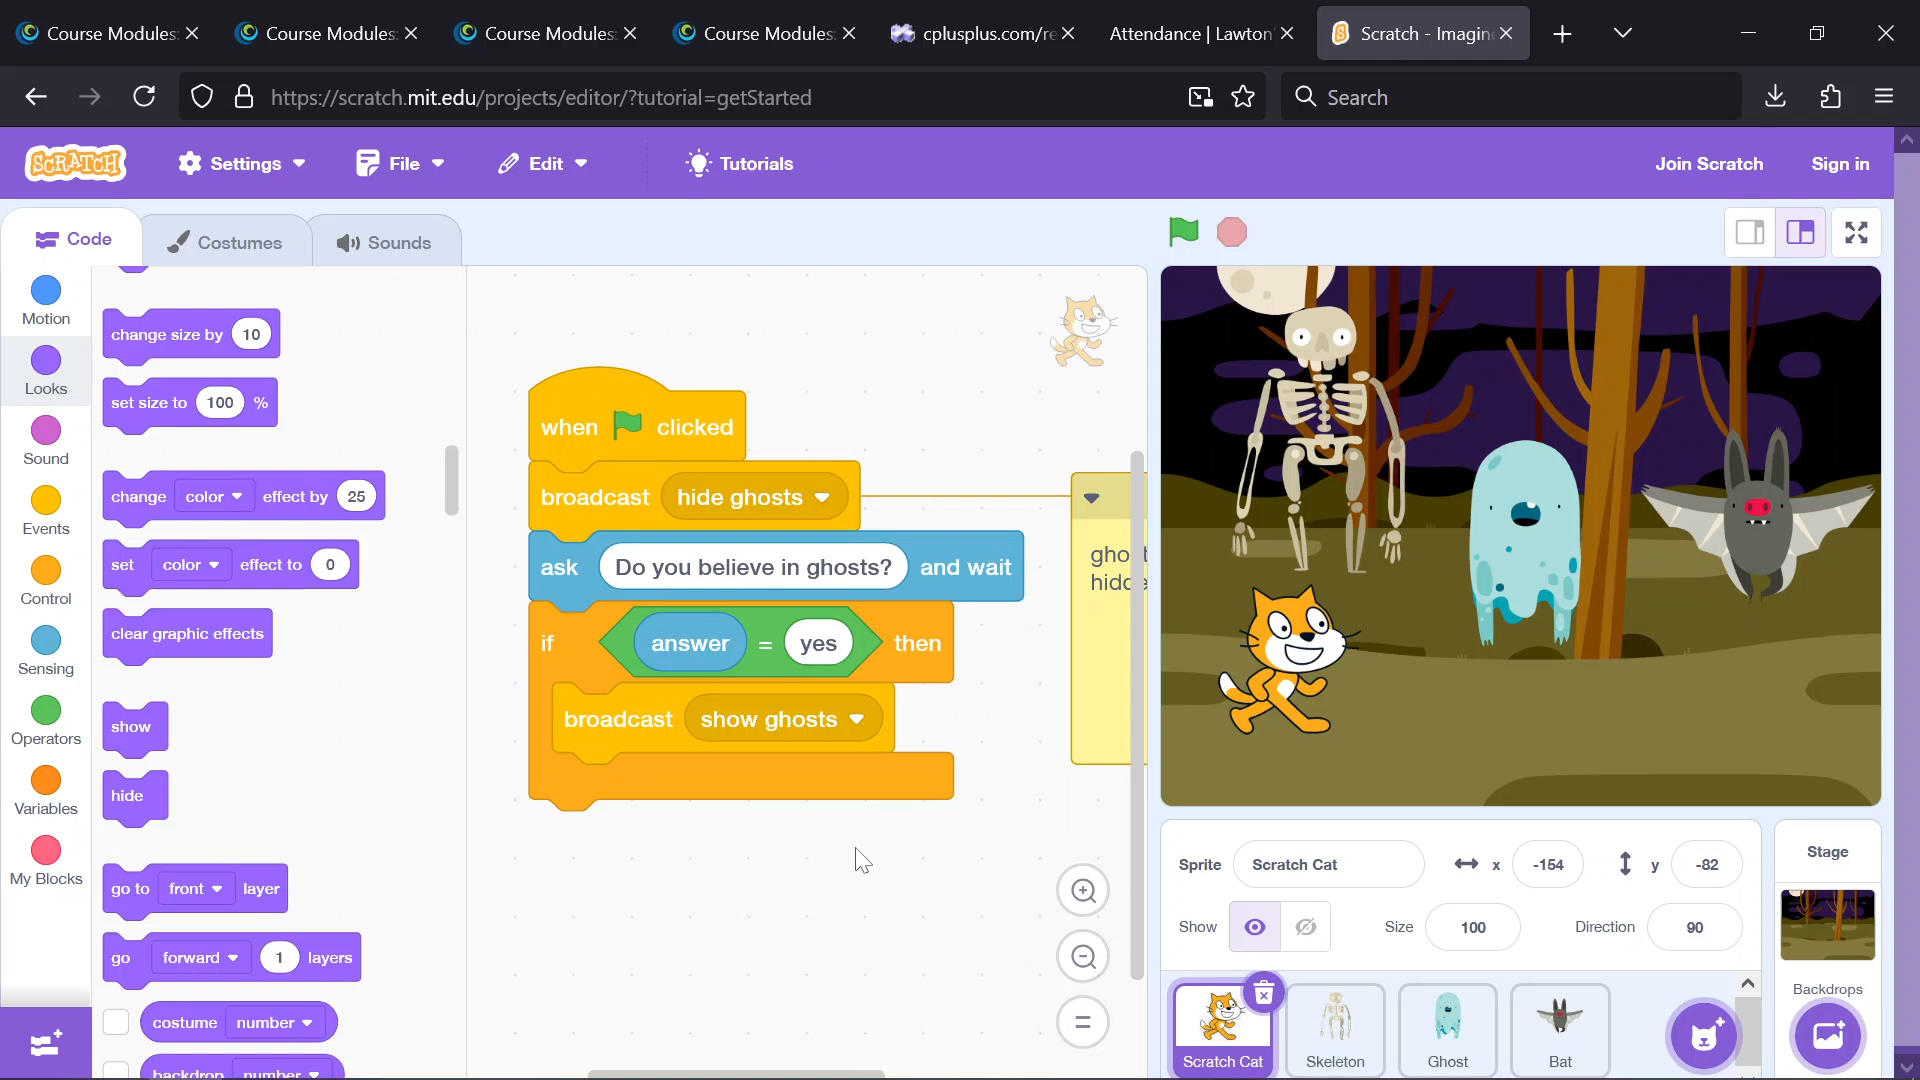 Course Modules:
Course Modules:
Course Modules:
Course Modules:
cplusplus.com/re
Attendance | Lawton
Scratch - Imagin
https://scratch.mit.edu/projects/editor/?tutorial=getStarted
Search
SCRATCH
Settings
File
Edit
Tutorials
Join Scratch
Sign in
Code
Costumes
Sounds
Motion
Looks
Sound
Events
Control
Sensing
Operators
Variables
My Blocks
change size by 10
set size to 100 %
change color effect by 25
set color effect to 0
clear graphic effects
show
hide
go to front layer
go forward 1 layers
costume number
backdrop number
when clicked
broadcast hide ghosts
ask Do you believe in ghosts? and wait
if answer = yes then
broadcast show ghosts
Sprite Scratch Cat x -154 y -82
Show Size 100 Direction 90
Scratch Cat
Skeleton
Ghost
Bat
Stage
Backdrops